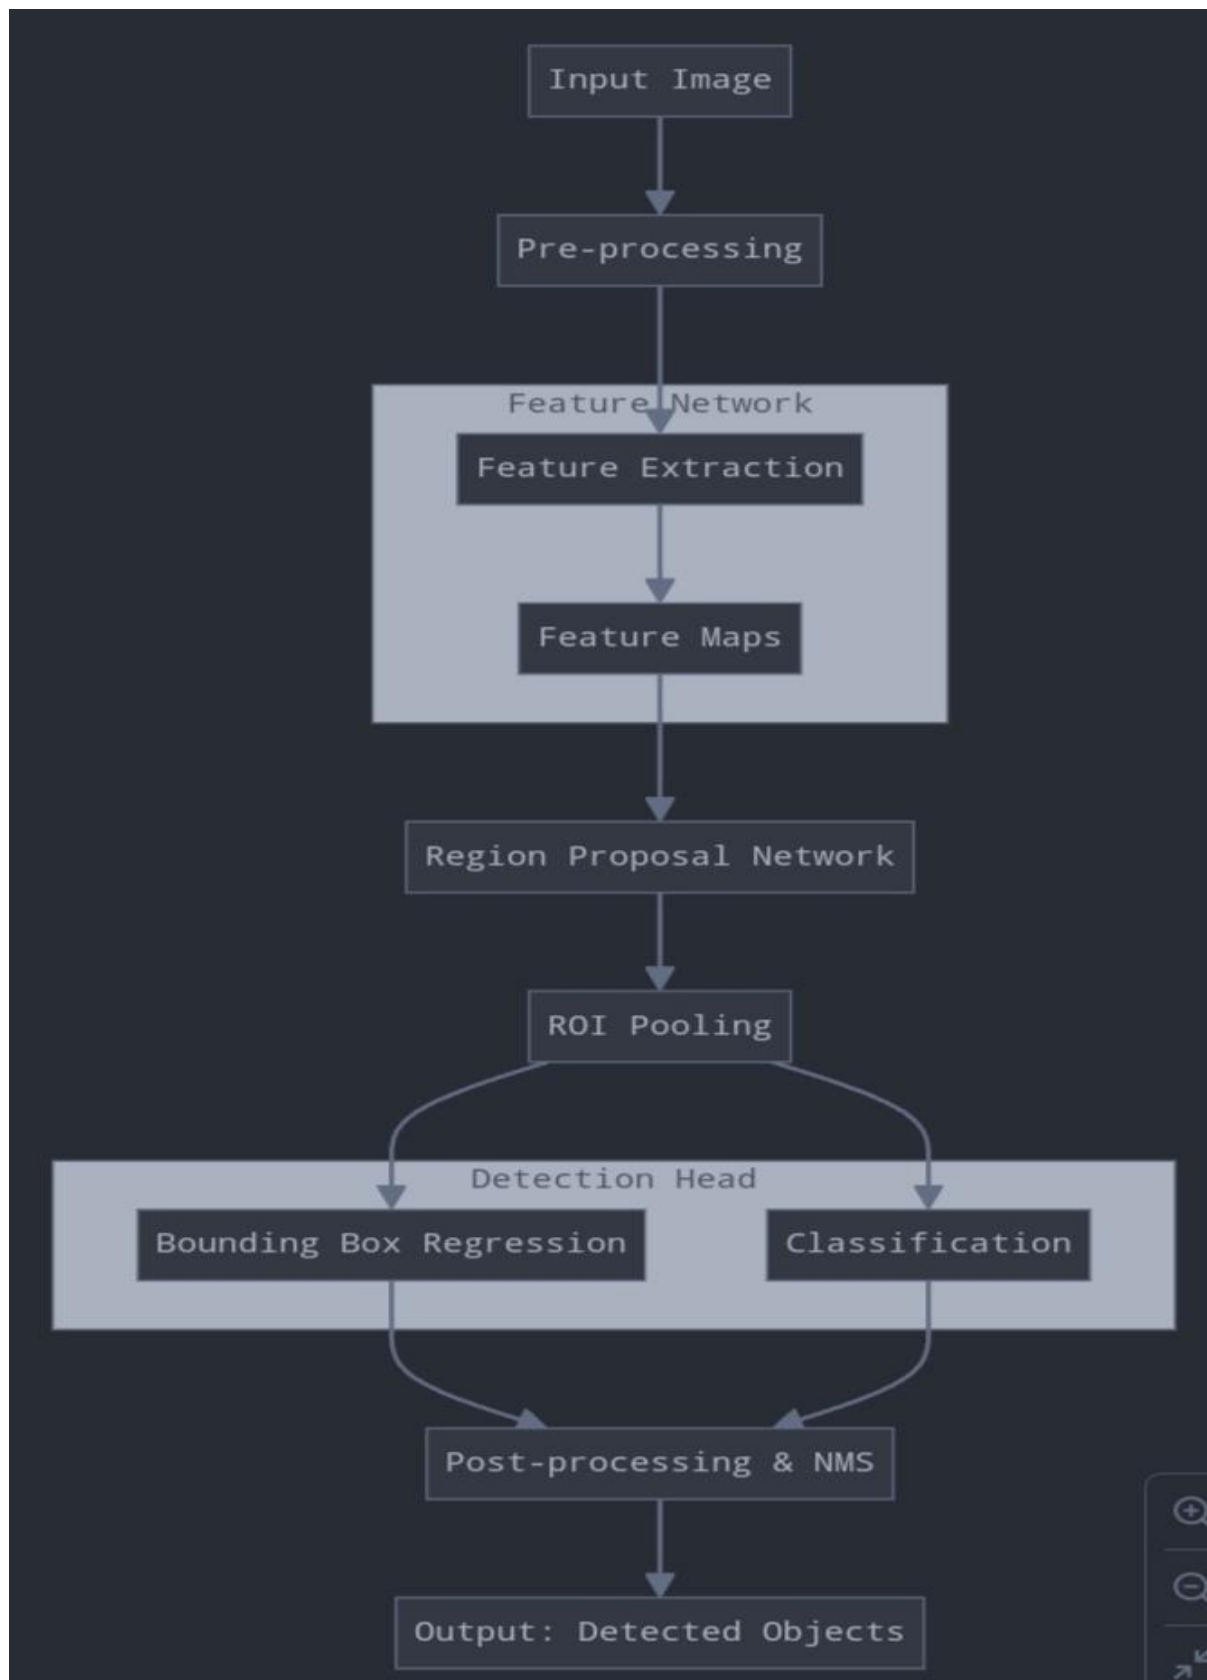 Input Image
Pre-processing
Feature Network
Feature Extraction
Feature Maps
Region Proposal Network
ROI Pooling
Detection Head
Bounding Box Regression
Classification
Post-processing & NMS
Output: Detected Objects